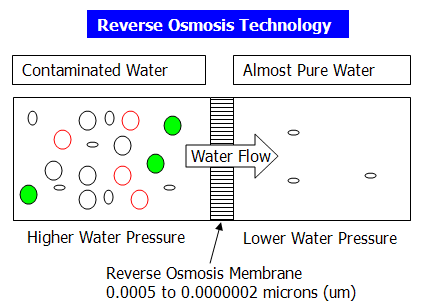 Reverse Osmosis Technology
Contaminated Water
Almost Pure Water
Water Flow
Higher Water Pressure
Lower Water Pressure
Reverse Osmosis Membrane
0.0005 to 0.0000002 microns (um)